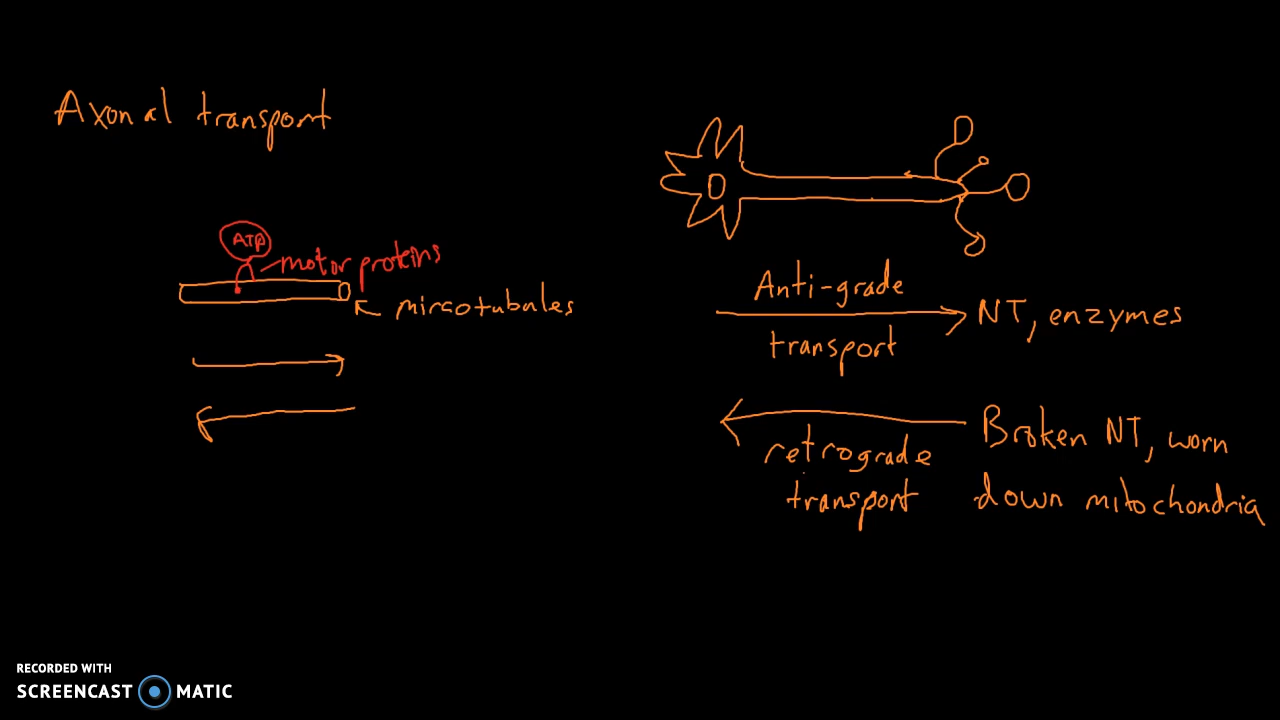 Axonal transport
ATP
motor proteins
mircotubules
Anti-grade
transport
NT, enzymes
retrograde
transport
Broken NT, worn
down mitochondria
RECORDED WITH
SCREENCAST MATIC